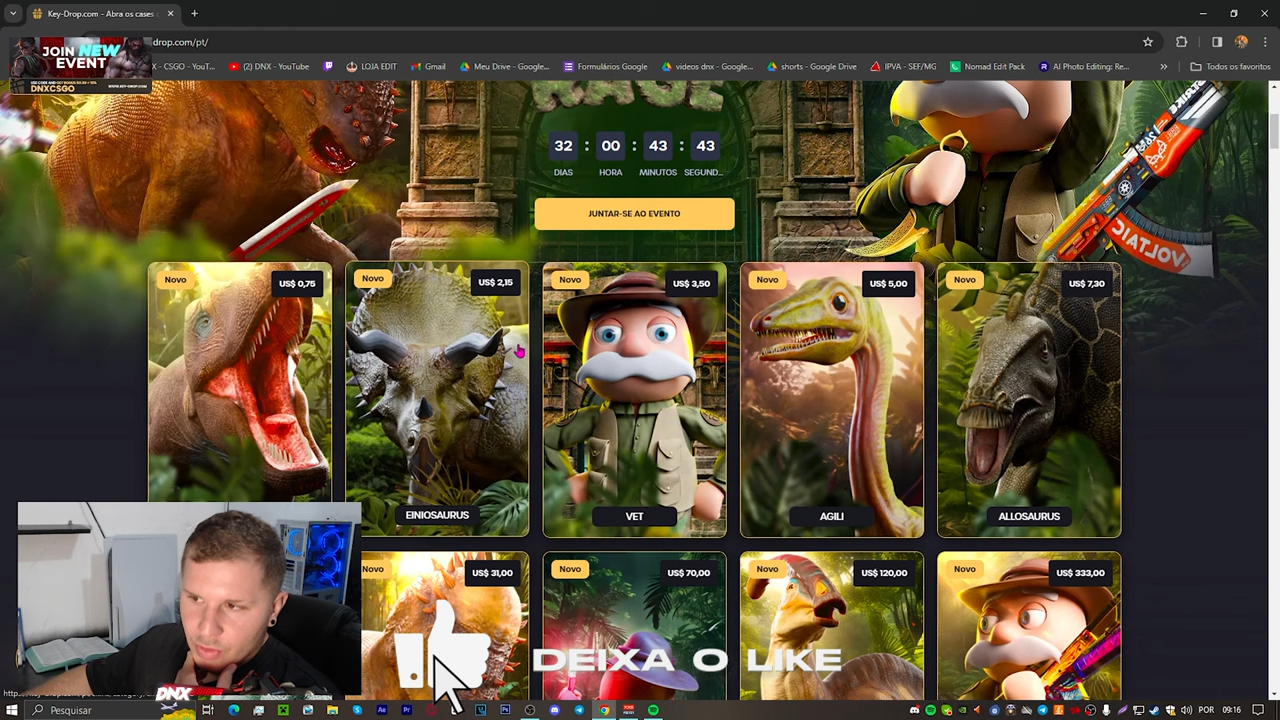 Key-Drop.com - Abra os cases
drop.com/pt/
JOIN NEW
EVENT
DNXCSGO
- CSGO - YouT...
(2) DNX - YouTube
LOJA EDIT
Gmail
Meu Drive - Google...
Formulários Google
videos dnx - Google...
shorts - Google Drive
IPVA - SEF/MG
Nomad Edit Pack
AI Photo Editing: Re...
»
Todos os favoritos
32 : 00 : 43 : 43
DIAS HORA MINUTOS SEGUND...
JUNTAR-SE AO EVENTO
VOLTAIC
Novo US$ 0,75
Novo US$ 2,15
Novo US$ 3,50
Novo US$ 5,00
Novo US$ 7,30
EINIOSAURUS
VET
AGILI
ALLOSAURUS
Novo US$ 31,00
Novo US$ 70,00
Novo US$ 120,00
Novo US$ 333,00
DEIXA O LIKE
DNX
Pesquisar
POR 09:16